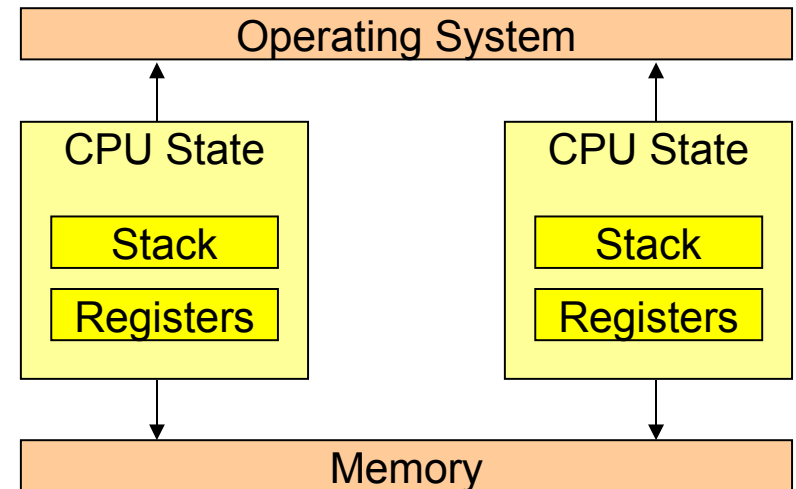 Operating System
CPU State
Stack
Registers
CPU State
Stack
Registers
Memory